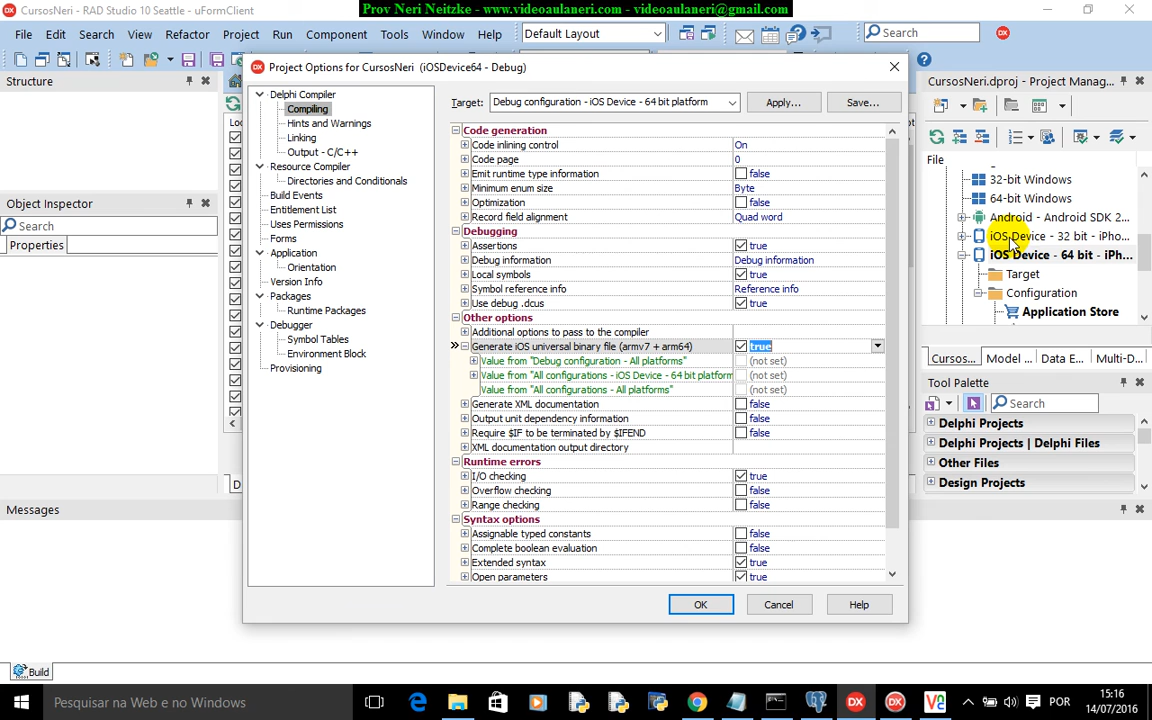 CursosNeri - RAD Studio 10 Seattle - uFormClient
Prov Neri Neitzke - www.videoaulaneri.com - videoaulaneri@gmail.com
File Edit Search View Refactor Project Run Component Tools Window Help
Default Layout
Search
Structure
Object Inspector
Search
Properties
Messages
Build
Project Options for CursosNeri (iOSDevice64 - Debug)
Delphi Compiler
Compiling
Hints and Warnings
Linking
Output - C/C++
Resource Compiler
Directories and Conditionals
Build Events
Entitlement List
Uses Permissions
Forms
Application
Orientation
Version Info
Packages
Runtime Packages
Debugger
Symbol Tables
Environment Block
Provisioning
Target: Debug configuration - iOS Device - 64 bit platform
Apply... Save...
Code generation
Code inlining control On
Code page 0
Emit runtime type information false
Minimum enum size Byte
Optimization false
Record field alignment Quad word
Debugging
Assertions true
Debug information Debug information
Local symbols true
Symbol reference info Reference info
Use debug .dcus true
Other options
Additional options to pass to the compiler
Generate iOS universal binary file (armv7 + arm64) true
Value from "Debug configuration - All platforms" (not set)
Value from "All configurations - iOS Device - 64 bit platform (not set)
Value from "All configurations - All platforms" (not set)
Generate XML documentation false
Output unit dependency information false
Require $IF to be terminated by $IFEND false
XML documentation output directory
Runtime errors
I/O checking true
Overflow checking false
Range checking false
Syntax options
Assignable typed constants false
Complete boolean evaluation false
Extended syntax true
Open parameters true
OK Cancel Help
CursosNeri.dproj - Project Manag...
File
32-bit Windows
64-bit Windows
Android - Android SDK 2...
iOS Device - 32 bit - iPho...
iOS Device - 64 bit - iPh...
Target
Configuration
Application Store
Cursos... Model ... Data E... Multi-D...
Tool Palette
Search
Delphi Projects
Delphi Projects | Delphi Files
Other Files
Design Projects
Pesquisar na Web e no Windows
POR
15:16
14/07/2016